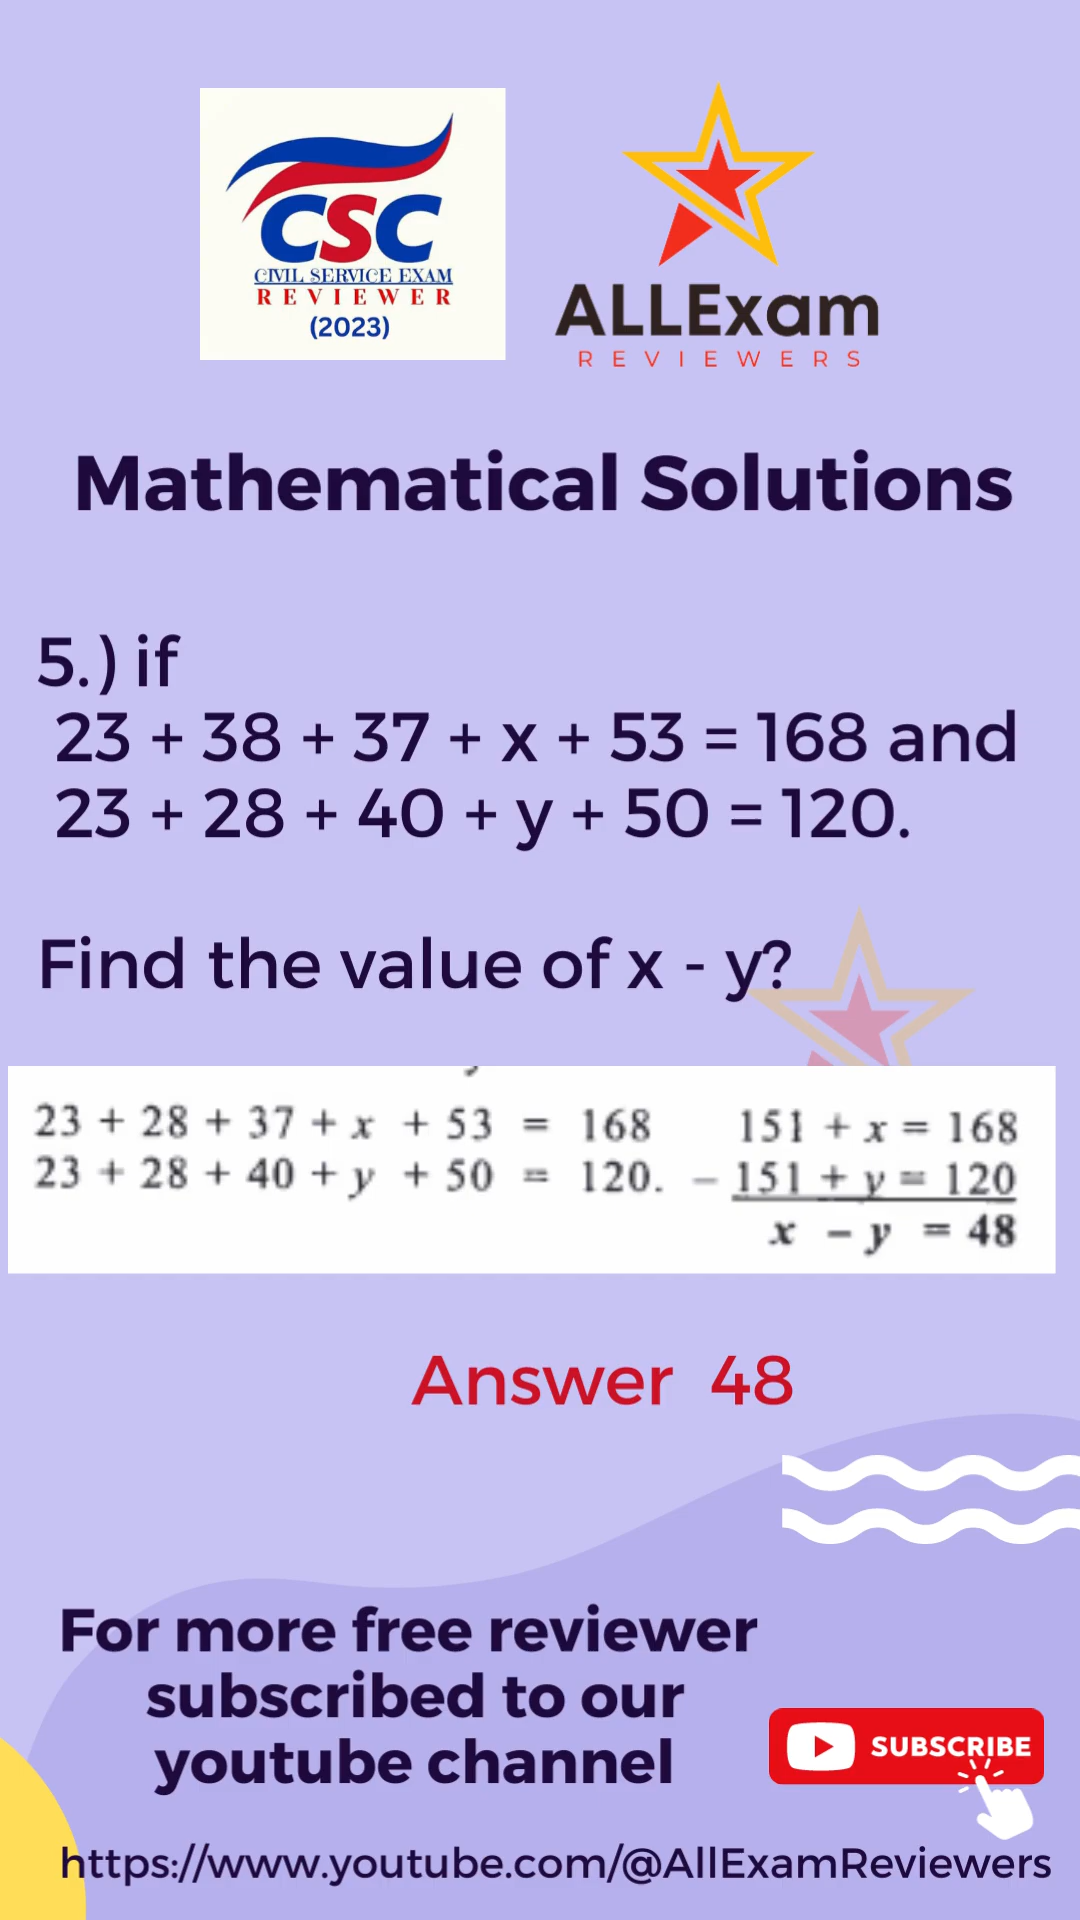 CSC
CIVIL SERVICE EXAM
REVIEWER
(2023)
ALLExam
REVIEWERS
Mathematical Solutions
5.) if
23 + 38 + 37 + x + 53 = 168 and
23 + 28 + 40 + y + 50 = 120.
Find the value of x - y?
23 + 28 + 37 + x + 53 = 168
23 + 28 + 40 + y + 50 = 120.
151 + x = 168
- 151 + y = 120
x - y = 48
Answer 48
For more free reviewer
subscribed to our
youtube channel
SUBSCRIBE
https://www.youtube.com/@AllExamReviewers